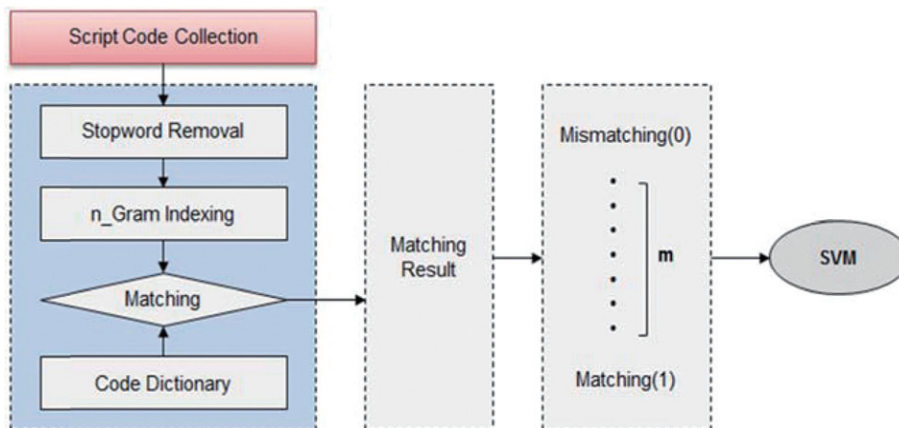 Script Code Collection
Stopword Removal
n_Gram Indexing
Matching
Code Dictionary
Matching
Result
Mismatching(0)
m
Matching(1)
SVM